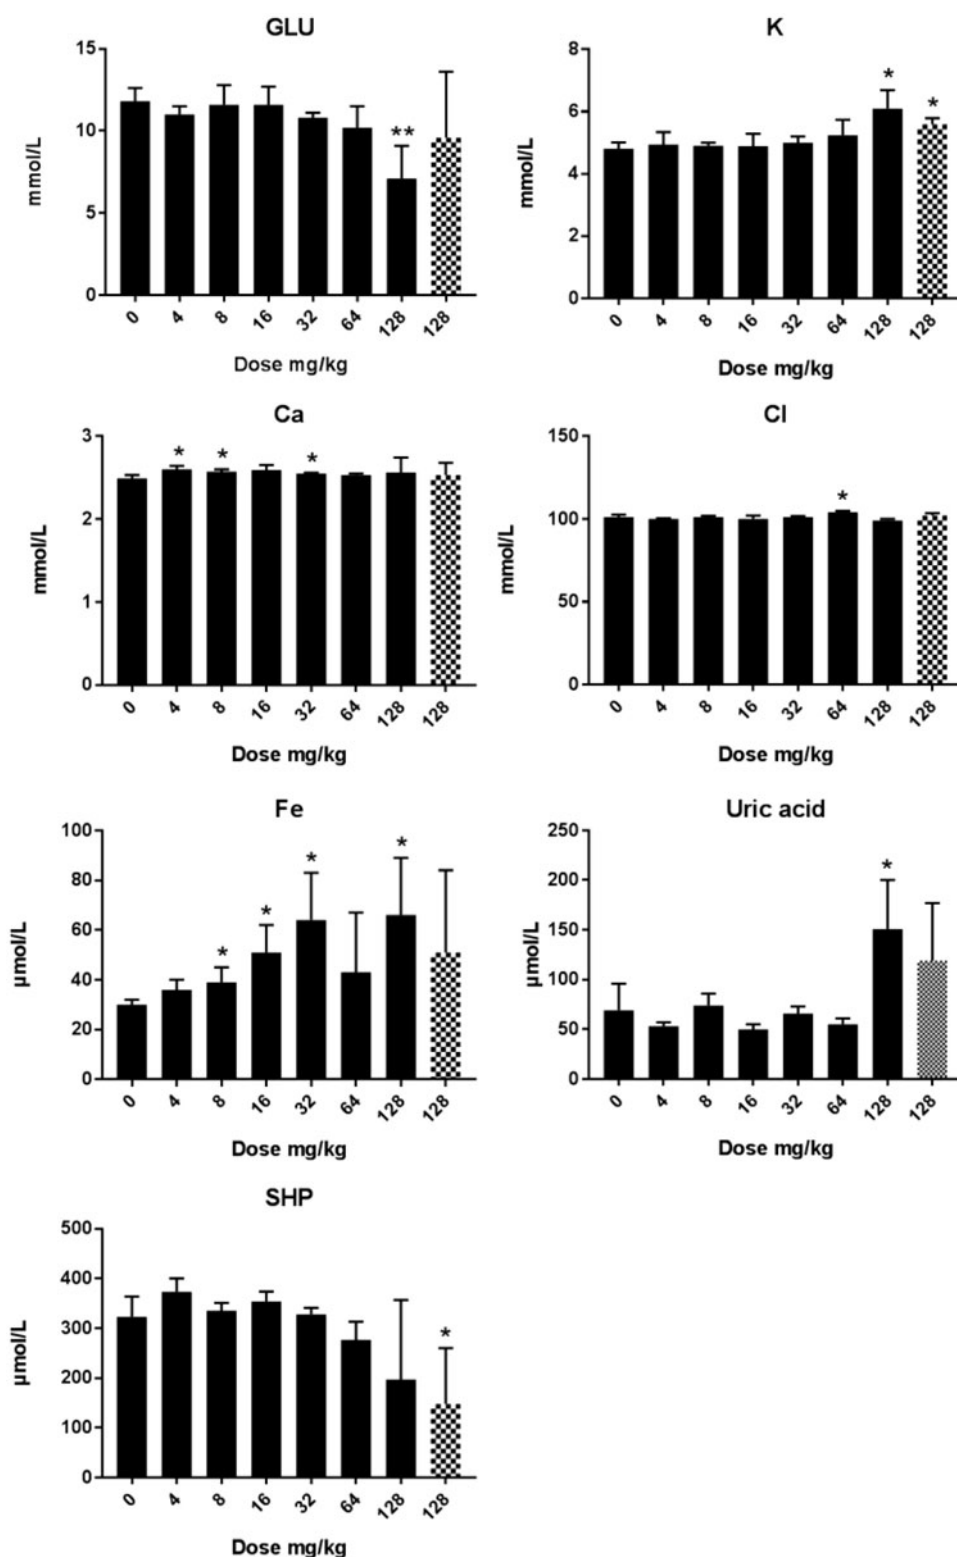 GLU
15
10
5
0
mmol/L
**
0 4 8 16 32 64 128 128
Dose mg/kg
K
8
6
4
2
0
mmol/L
* *
0 4 8 16 32 64 128 128
Dose mg/kg
Ca
3
2
1
0
mmol/L
* * *
0 4 8 16 32 64 128 128
Dose mg/kg
Cl
150
100
50
0
mmol/L
*
0 4 8 16 32 64 128 128
Dose mg/kg
Fe
100
80
60
40
20
0
µmol/L
* * * *
0 4 8 16 32 64 128 128
Dose mg/kg
Uric acid
250
200
150
100
50
0
µmol/L
*
0 4 8 16 32 64 128 128
Dose mg/kg
SHP
500
400
300
200
100
0
µmol/L
*
0 4 8 16 32 64 128 128
Dose mg/kg